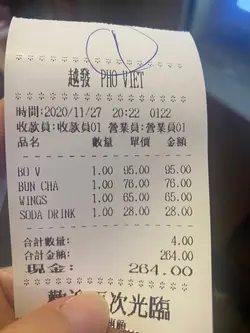 越發 PHO VIET
時間:2020/11/27 20:22 0122
收款員:收款員01 營業員:營業員01
品名 數量 單價 金額
BO V 1.00 95.00 95.00
BUN CHA 1.00 76.00 76.00
WINGS 1.00 65.00 65.00
SODA DRINK 1.00 28.00 28.00
合計數量: 4.00
合計金額: 264.00
現金: 264.00
次光臨